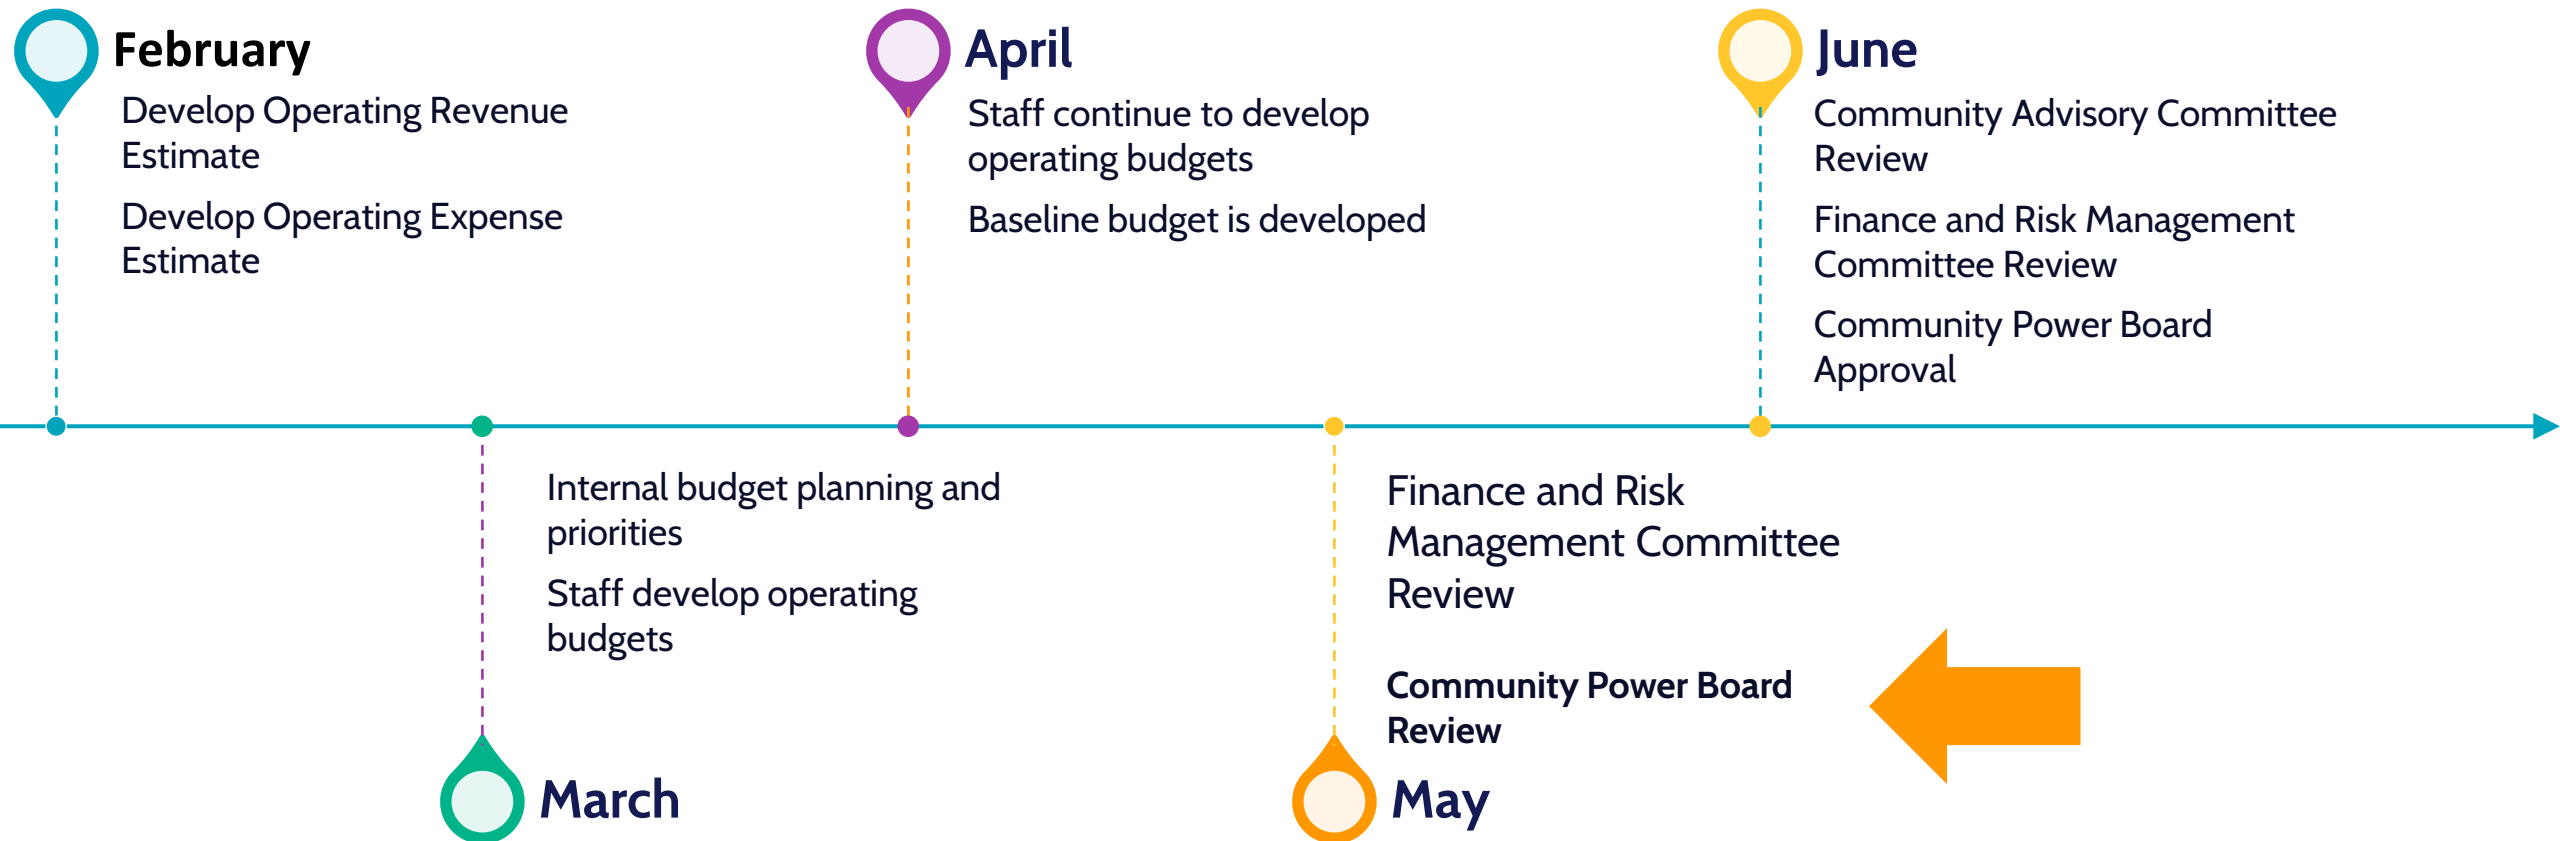 February
Develop Operating Revenue
Estimate
Develop Operating Expense
Estimate
Internal budget planning and
priorities
Staff develop operating
budgets
March
April
Staff continue to develop
operating budgets
Baseline budget is developed
Finance and Risk
Management Committee
Review
Community Power Board
Review
May
June
Community Advisory Committee
Review
Finance and Risk Management
Committee Review
Community Power Board
Approval